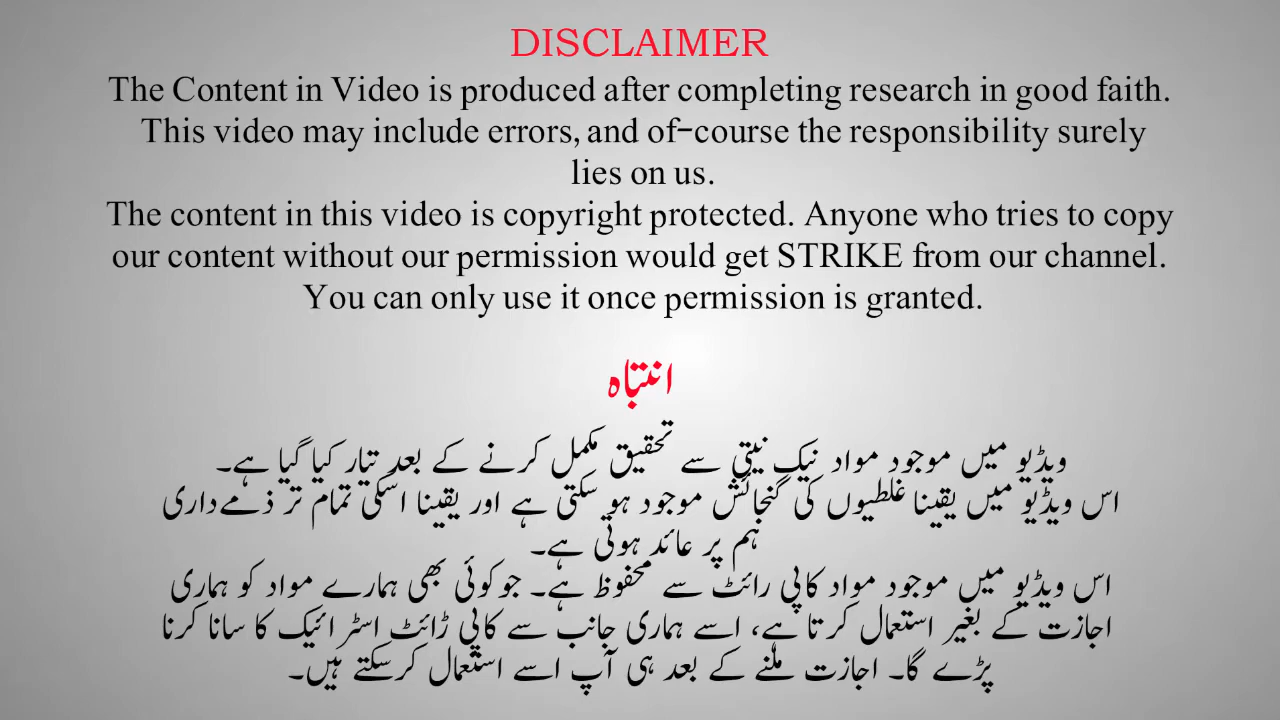 DISCLAIMER
The Content in Video is produced after completing research in good faith.
This video may include errors, and of-course the responsibility surely
lies on us.
The content in this video is copyright protected. Anyone who tries to copy
our content without our permission would get STRIKE from our channel.
You can only use it once permission is granted.
انتباہ
ویڈیو میں موجود مواد نیک نیتی سے تحقیق مکمل کرنے کے بعد تیار کیا گیا ہے۔
اس ویڈیو میں یقینا غلطیوں کی گنجائش موجود ہو سکتی ہے اور یقینا اسکی تمام تر ذمے داری
ہم پر عائد ہوتی ہے۔
اس ویڈیو میں موجود مواد کاپی رائٹ سے محفوظ ہے۔ جو کوئی بھی ہمارے مواد کو ہماری
اجازت کے بغیر استعمال کرتا ہے، اسے ہماری جانب سے کاپی ڑائٹ اسٹرائیک کا سانا کرنا
پڑے گا۔ اجازت ملنے کے بعد ہی آپ اسے استعمال کرسکتے ہیں۔